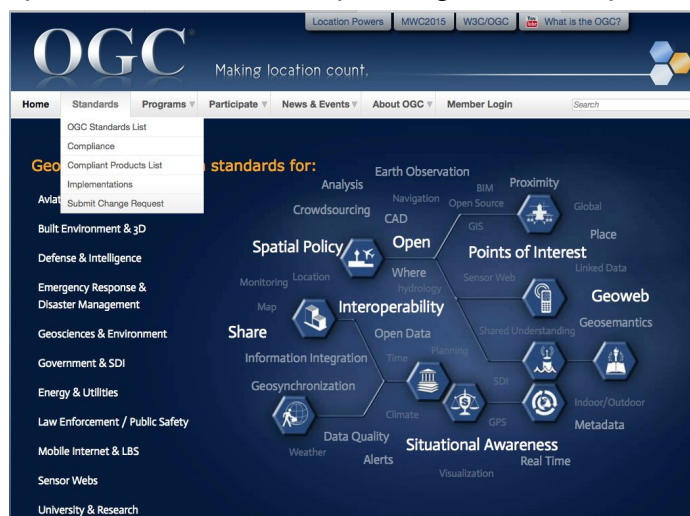 Location Powers MWC2015 W3C/OGC You Tube What is the OGC?
OGC
Making location count.
Home Standards Programs Participate News & Events About OGC Member Login Search
OGC Standards List
Compliance
Compliant Products List
Implementations
Submit Change Request
Geo standards for:
Aviat
Built Environment & 3D
Defense & Intelligence
Emergency Response &
Disaster Management
Geosciences & Environment
Government & SDI
Energy & Utilities
Law Enforcement / Public Safety
Mobile Internet & LBS
Sensor Webs
University & Research
Earth Observation
Analysis BIM Proximity
Navigation Open Source Global
Crowdsourcing CAD GIS
Place
Spatial Policy Open Points of Interest
Linked Data
Monitoring Location Where Sensor Web
hydrology Geoweb
Map Interoperability
Share Open Data Shared Understanding Geosemantics
Information Integration Time Planning
Geosynchronization SDI
Indoor/Outdoor
Climate GPS Metadata
Data Quality
Situational Awareness
Weather Alerts Real Time
Visualization